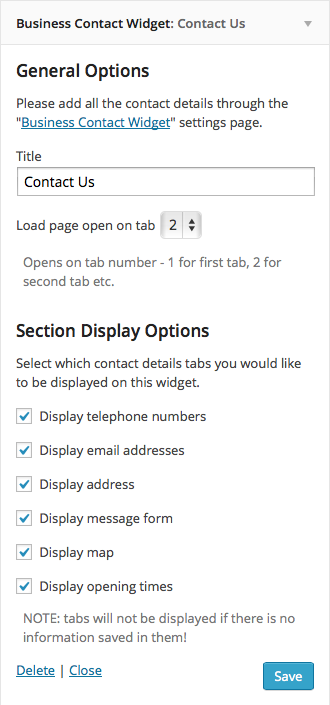 Business Contact Widget: Contact Us
General Options
Please add all the contact details through the
"Business Contact Widget" settings page.
Title
Contact Us
Load page open on tab 2
Opens on tab number - 1 for first tab, 2 for
second tab etc.
Section Display Options
Select which contact details tabs you would like
to be displayed on this widget.
Display telephone numbers
Display email addresses
Display address
Display message form
Display map
Display opening times
NOTE: tabs will not be displayed if there is no
information saved in them!
Delete | Close Save